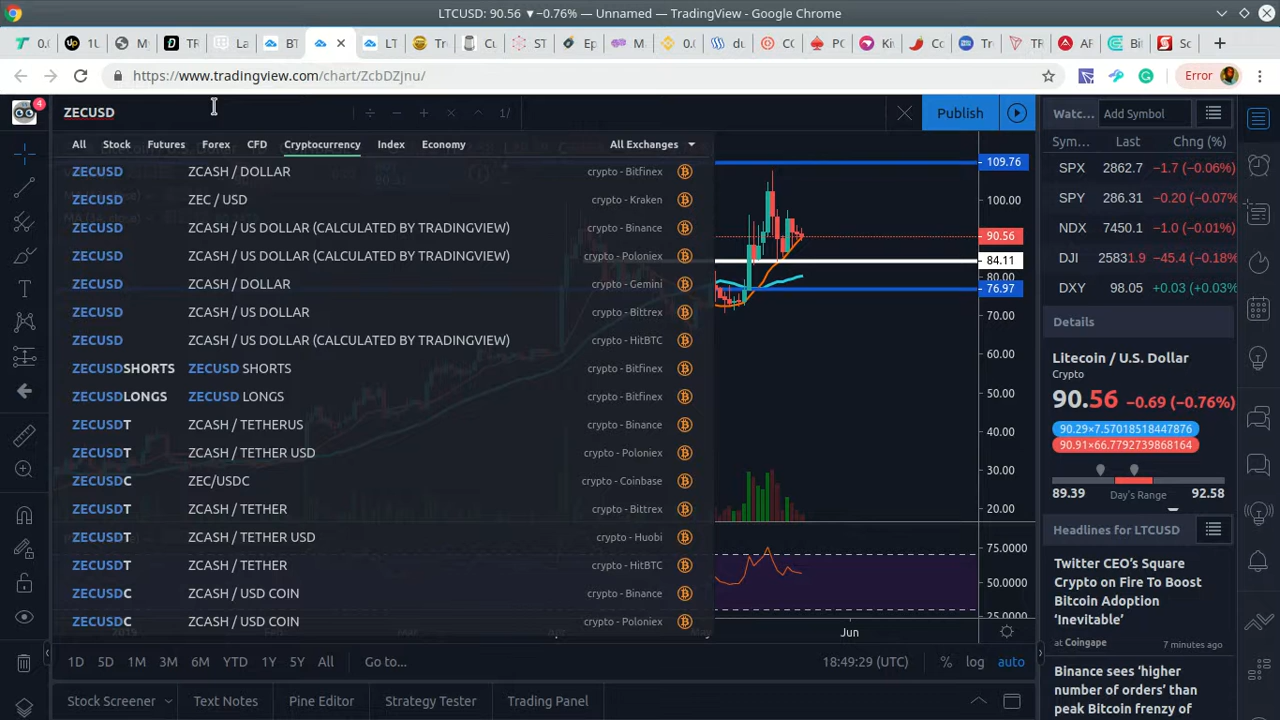 LTCUSD: 90.56 ▼−0.76% — Unnamed — TradingView - Google Chrome
https://www.tradingview.com/chart/ZcbDZjnu/
Error
4
ZECUSD
Publish
Watc...
Add Symbol
All Stock Futures Forex CFD Cryptocurrency Index Economy All Exchanges
ZECUSD ZCASH / DOLLAR crypto - Bitfinex
ZECUSD ZEC / USD crypto - Kraken
ZECUSD ZCASH / US DOLLAR (CALCULATED BY TRADINGVIEW) crypto - Binance
ZECUSD ZCASH / US DOLLAR (CALCULATED BY TRADINGVIEW) crypto - Poloniex
ZECUSD ZCASH / DOLLAR crypto - Gemini
ZECUSD ZCASH / US DOLLAR crypto - Bittrex
ZECUSD ZCASH / US DOLLAR (CALCULATED BY TRADINGVIEW) crypto - HitBTC
ZECUSDSHORTS ZECUSD SHORTS crypto - Bitfinex
ZECUSDLONGS ZECUSD LONGS crypto - Bitfinex
ZECUSDT ZCASH / TETHERUS crypto - Binance
ZECUSDT ZCASH / TETHER USD crypto - Poloniex
ZECUSDC ZEC/USDC crypto - Coinbase
ZECUSDT ZCASH / TETHER crypto - Bittrex
ZECUSDT ZCASH / TETHER USD crypto - Huobi
ZECUSDT ZCASH / TETHER crypto - HitBTC
ZECUSDC ZCASH / USD COIN crypto - Binance
ZECUSDC ZCASH / USD COIN crypto - Poloniex
109.76
100.00
90.56
84.11
80.00
76.97
70.00
60.00
50.00
40.00
30.00
20.00
75.0000
50.0000
25.0000
Jun
1D 5D 1M 3M 6M YTD 1Y 5Y All Go to... 18:49:29 (UTC) % log auto
Stock Screener Text Notes Pine Editor Strategy Tester Trading Panel
Sym... Last Chng (%)
SPX 2862.7 −1.7 (−0.06%)
SPY 286.31 −0.20 (−0.07%
NDX 7450.1 −1.0 (−0.01%)
DJI 25831.9 −45.4 (−0.18%
DXY 98.05 +0.03 (+0.03%
Details
Litecoin / U.S. Dollar
Crypto
90.56 −0.69 (−0.76%)
90.29×7.57018518447876
90.91×66.7792739868164
89.39 Day's Range 92.58
Headlines for LTCUSD
Twitter CEO’s Square
Crypto on Fire To Boost
Bitcoin Adoption
‘Inevitable’
at Coingape 7 minutes ago
Binance sees ‘higher
number of orders’ than
peak Bitcoin frenzy of